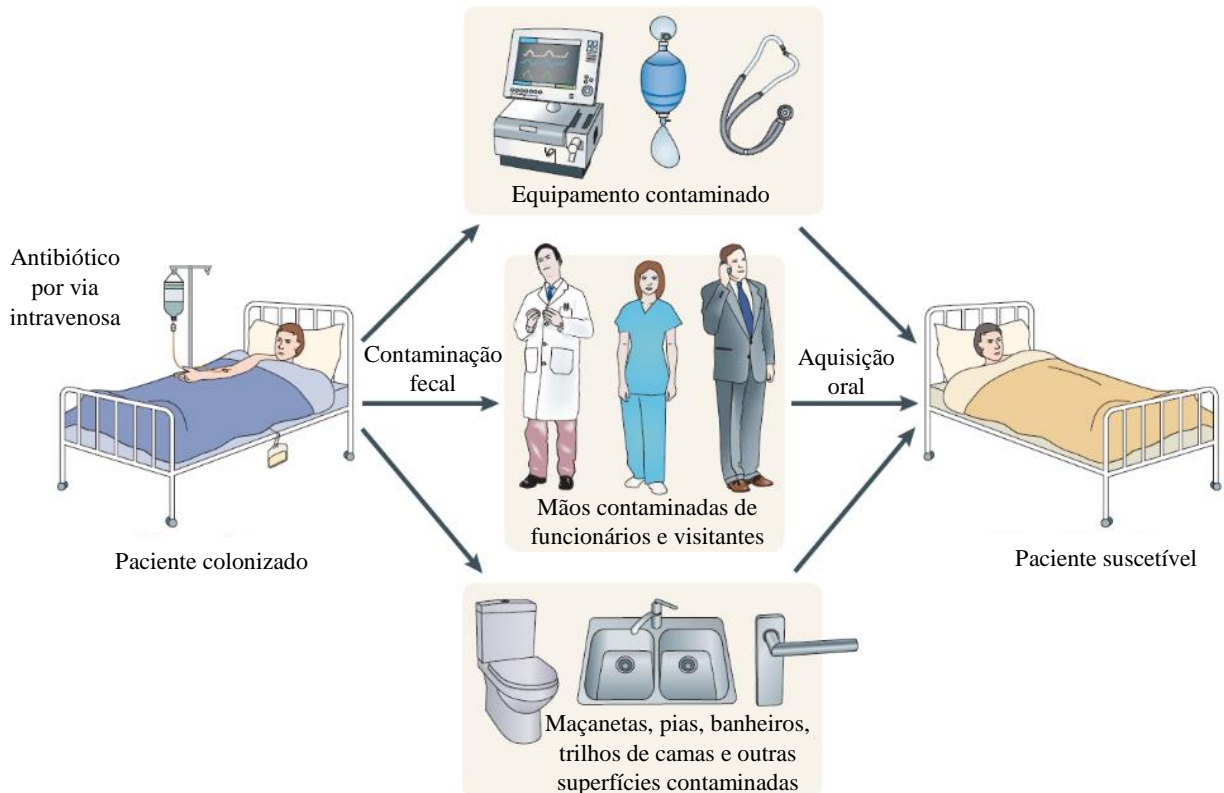 Equipamento contaminado
Antibiótico
por via
intravenosa
Contaminação
fecal
Aquisição
oral
Mãos contaminadas de
funcionários e visitantes
Paciente colonizado
Paciente suscetível
Maçanetas, pias, banheiros,
trilhos de camas e outras
superfícies contaminadas